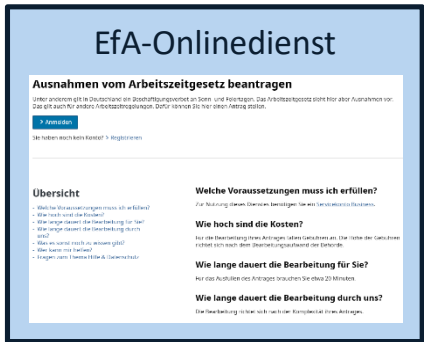 EfA-Onlinedienst
Ausnahmen vom Arbeitszeitgesetz beantragen
Unter anderem gilt in Deutschland ein Beschäftigungsverbot an Sonn- und Feiertagen. Das Arbeitszeitgesetz sieht hier aber Ausnahmen vor.
Das gilt auch für andere Arbeitszeitregelungen. Dafür können Sie hier einen Antrag stellen.
> Anmelden
Sie haben noch kein Konto? > Registrieren
Übersicht
- Welche Voraussetzungen muss ich erfüllen?
- Wie hoch sind die Kosten?
- Wie lange dauert die Bearbeitung für Sie?
- Wie lange dauert die Bearbeitung durch
uns?
- Was es sonst noch zu wissen gibt?
- Wer kann mir helfen?
- Fragen zum Thema Hilfe & Datenschutz
Welche Voraussetzungen muss ich erfüllen?
Zur Nutzung dieses Dienstes benötigen Sie ein Servicekonto Business.
Wie hoch sind die Kosten?
Für die Bearbeitung Ihres Antrages fallen Gebühren an. Die Höhe der Gebühren
richtet sich nach dem Bearbeitungsaufwand der Behörde.
Wie lange dauert die Bearbeitung für Sie?
Für das Ausfüllen des Antrages brauchen Sie etwa 20 Minuten.
Wie lange dauert die Bearbeitung durch uns?
Die Bearbeitung richtet sich nach der Komplexität Ihres Antrages.